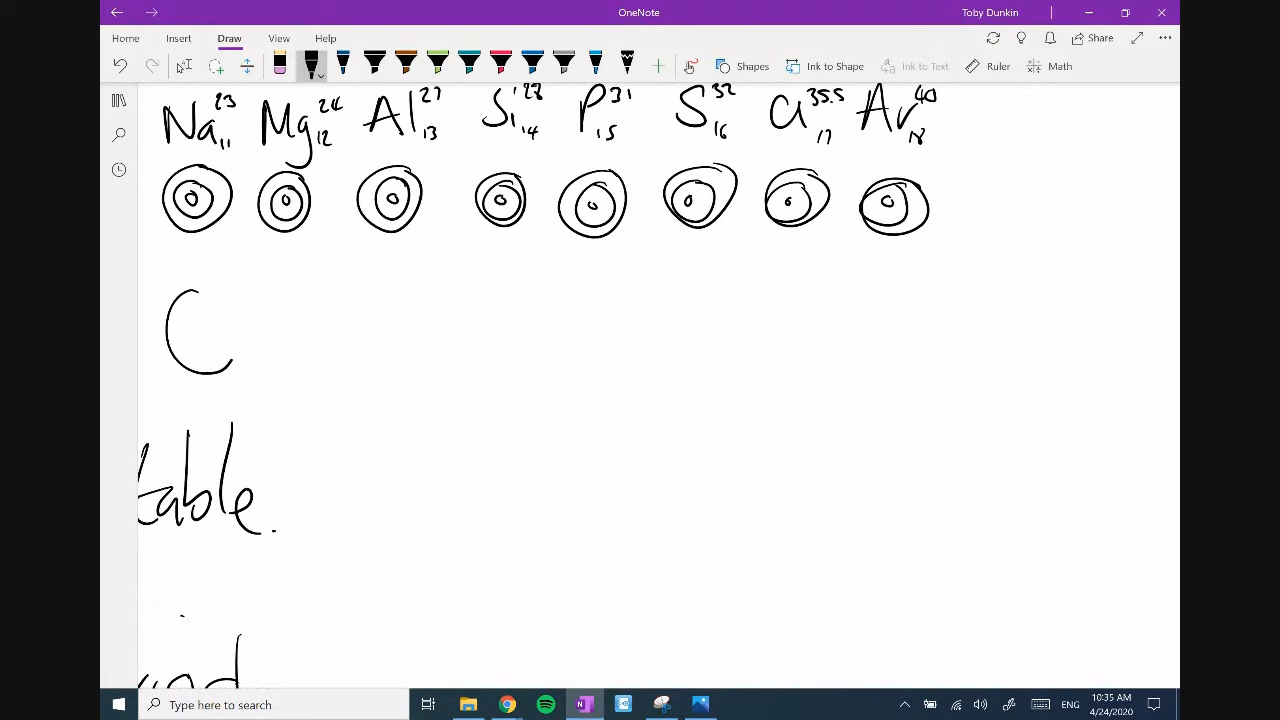 OneNote
Toby Dunkin
Home Insert Draw View Help
Share
Shapes Ink to Shape Ink to Text Ruler Math
Na 23 11 Mg 24 12 Al 27 13 Si 28 14 P 31 15 S 32 16 Cl 35.5 17 Ar 40 18
C
table.
and
Type here to search
ENG
10:35 AM
4/24/2020